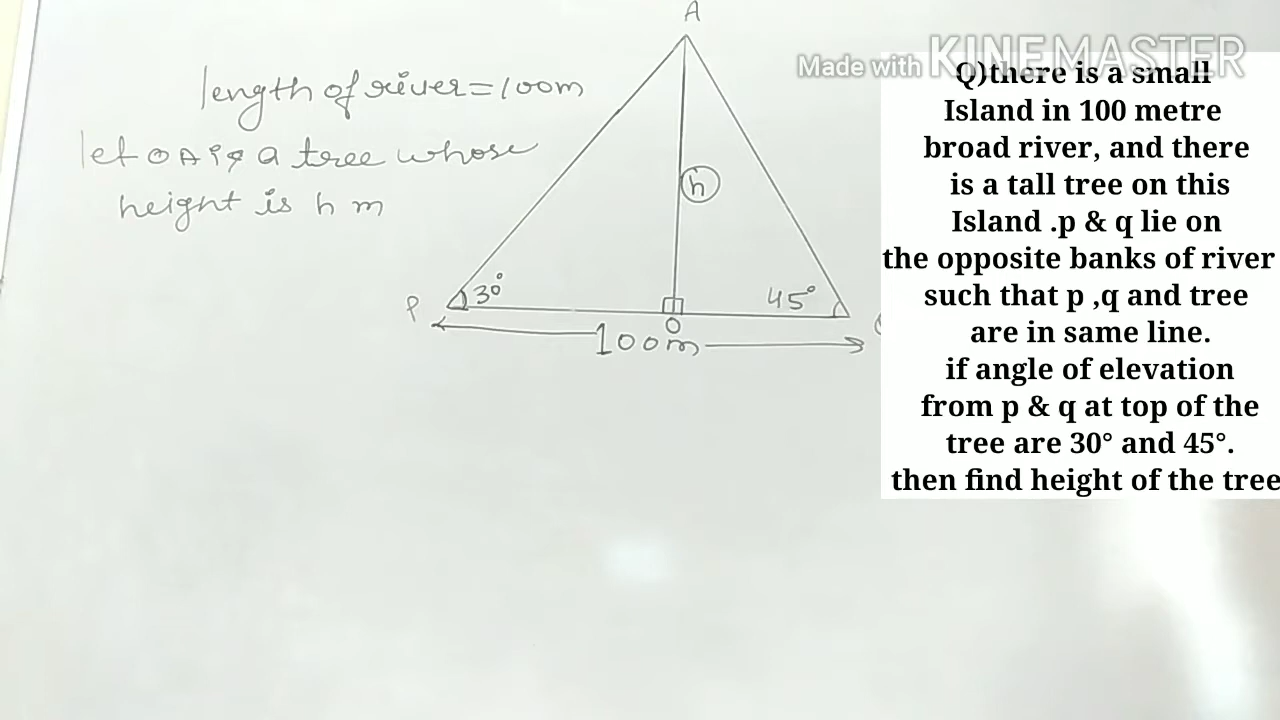 A
Made with KINEMASTER
length of river = 100m
let OA is a tree whose
height is h m
h
P
30°
45°
O
100m
Q)there is a small
Island in 100 metre
broad river, and there
is a tall tree on this
Island .p & q lie on
the opposite banks of river
such that p ,q and tree
are in same line.
if angle of elevation
from p & q at top of the
tree are 30° and 45°.
then find height of the tree